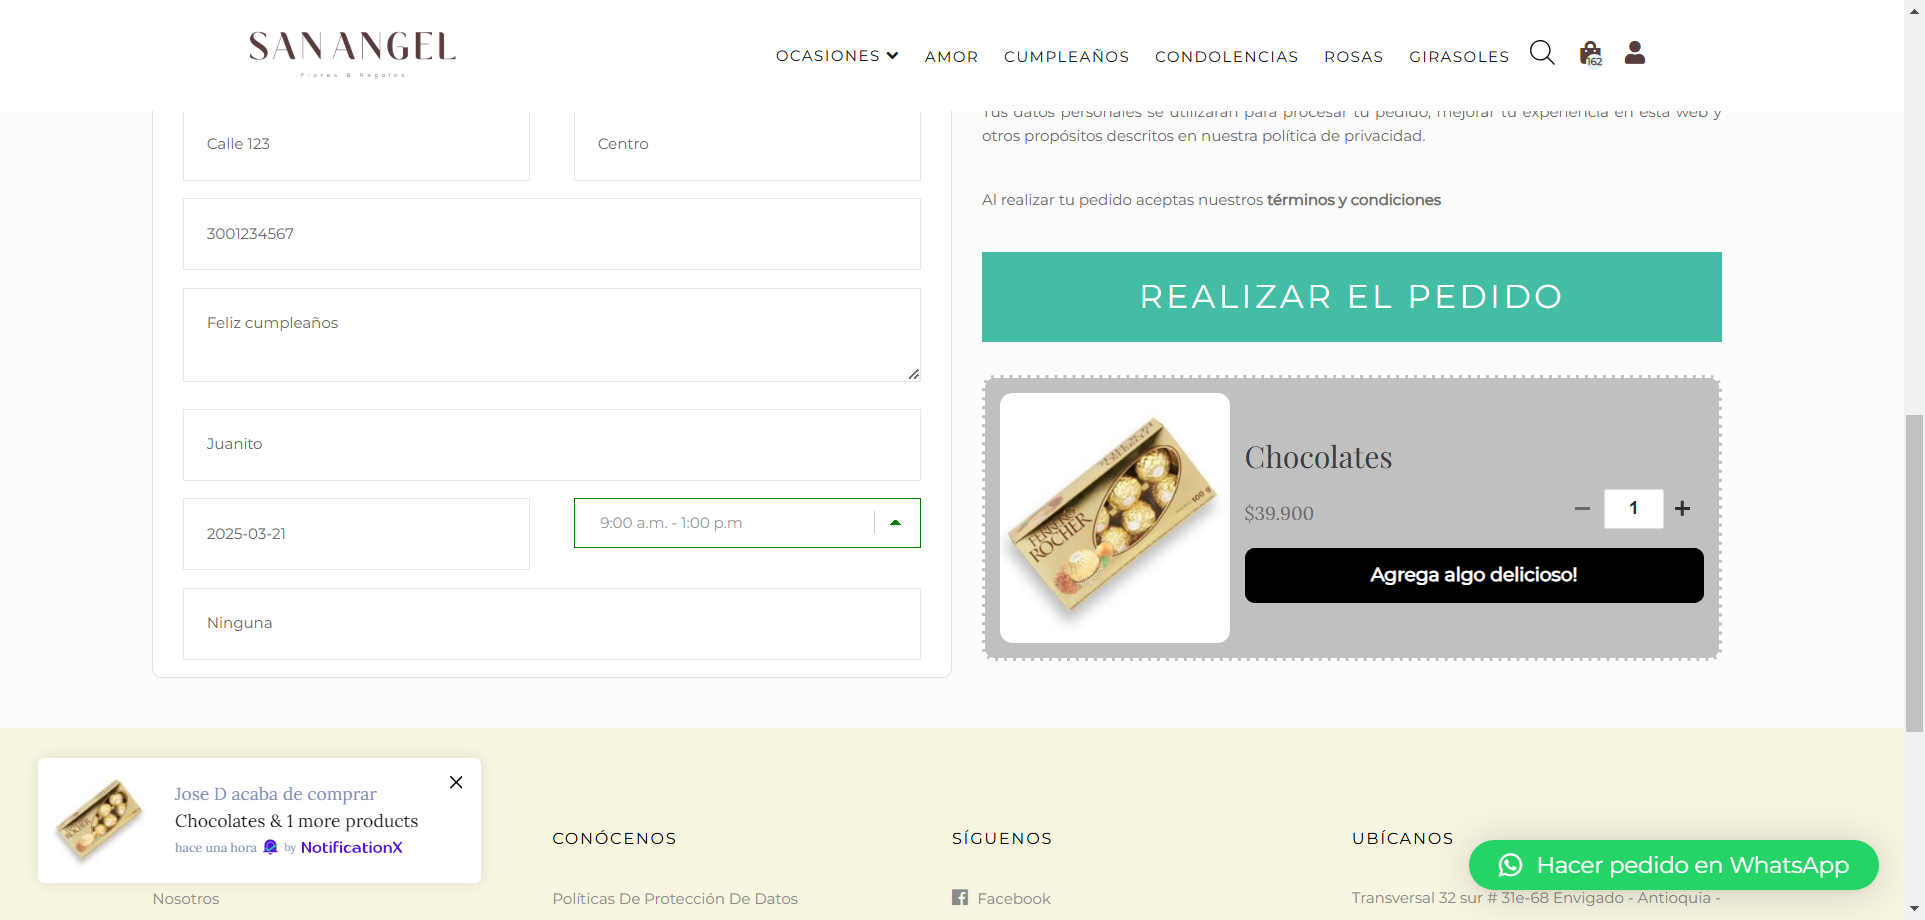 SAN ANGEL
Flores & Regalos
OCASIONES
AMOR
CUMPLEAÑOS
CONDOLENCIAS
ROSAS
GIRASOLES
162
Calle 123
Centro
3001234567
Feliz cumpleaños
Juanito
2025-03-21
9:00 a.m. - 1:00 p.m
Ninguna
Tus datos personales se utilizarán para procesar tu pedido, mejorar tu experiencia en esta web y
otros propósitos descritos en nuestra política de privacidad.
Al realizar tu pedido aceptas nuestros términos y condiciones
REALIZAR EL PEDIDO
FERRERO
ROCHER
100 g
Chocolates
$39.900
1
Agrega algo delicioso!
Jose D acaba de comprar
Chocolates & 1 more products
hace una hora by NotificationX
Nosotros
CONÓCENOS
Políticas De Protección De Datos
SÍGUENOS
Facebook
UBÍCANOS
Transversal 32 sur # 31e-68 Envigado - Antioquia -
Hacer pedido en WhatsApp